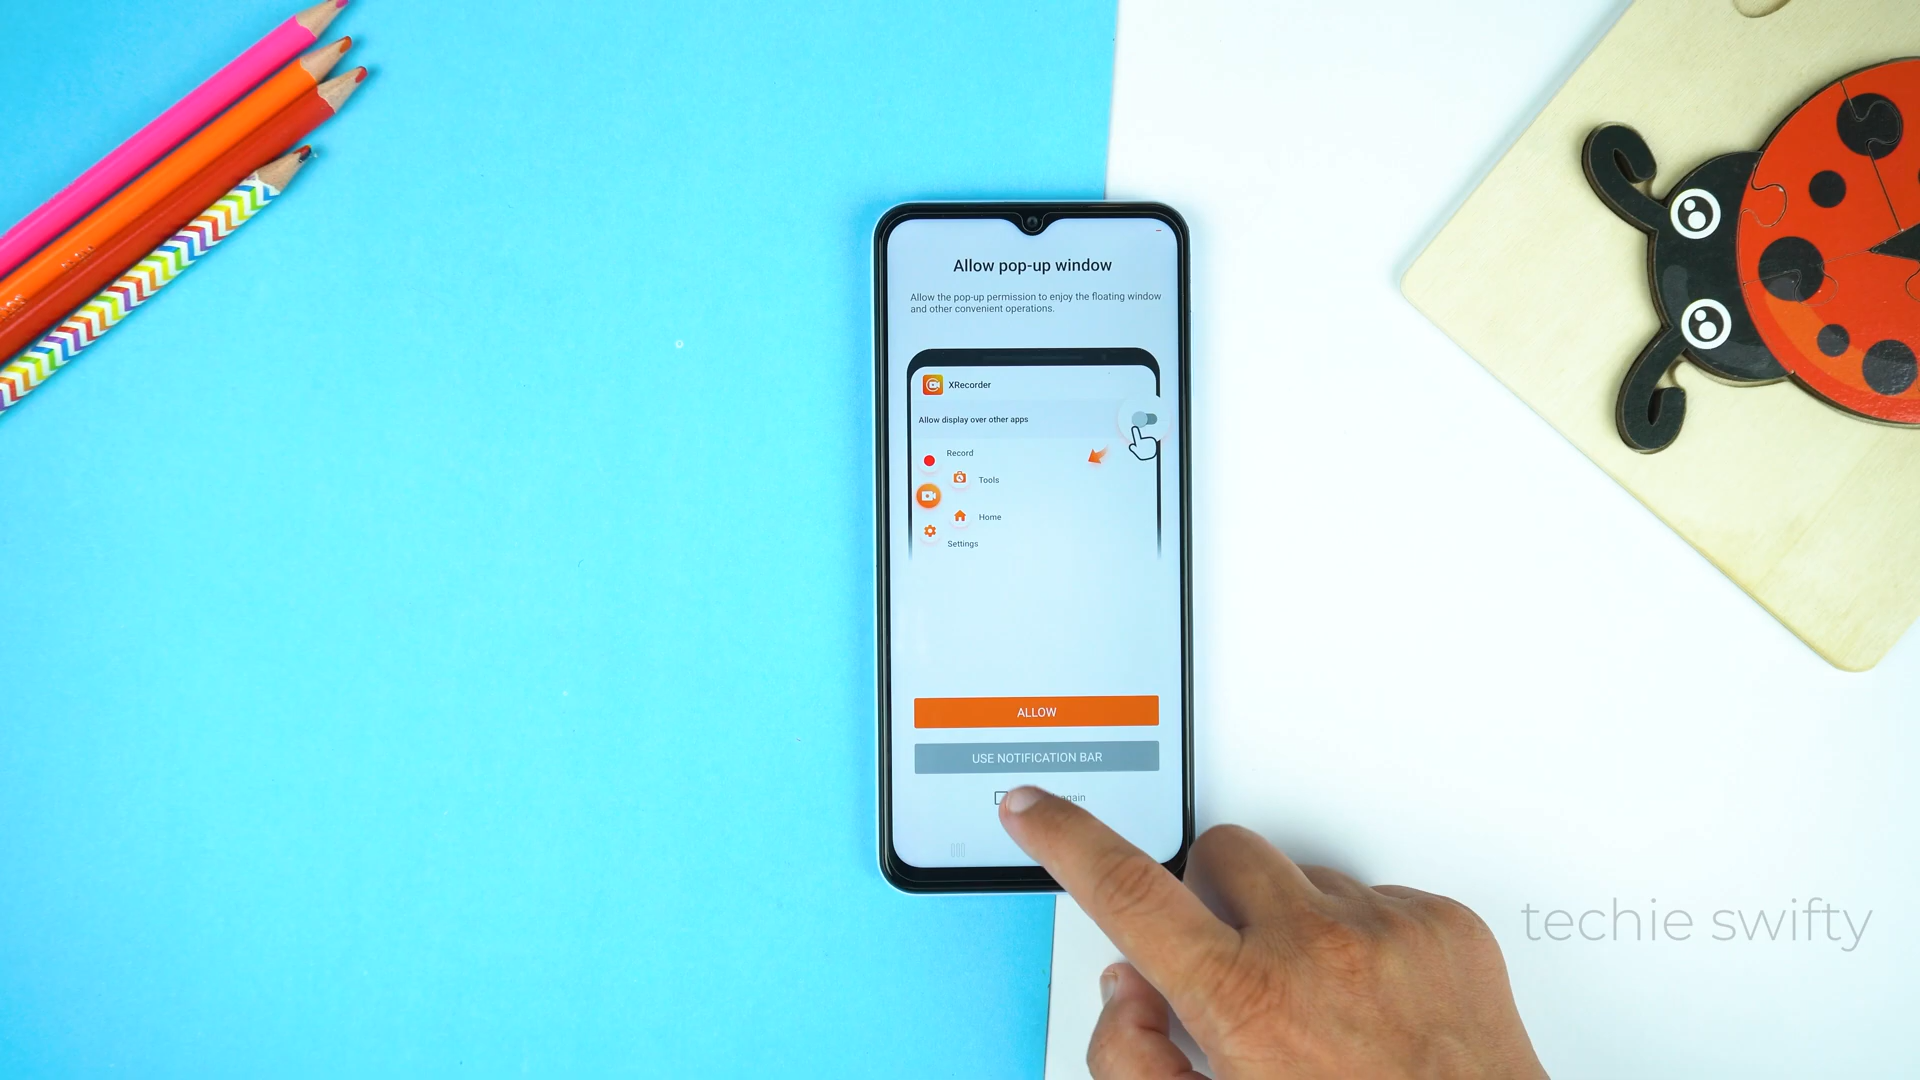 Allow pop-up window
Allow the pop-up permission to enjoy the floating window
and other convenient operations.
XRecorder
Allow display over other apps
Record
Tools
Home
Settings
ALLOW
USE NOTIFICATION BAR
again
techie swifty